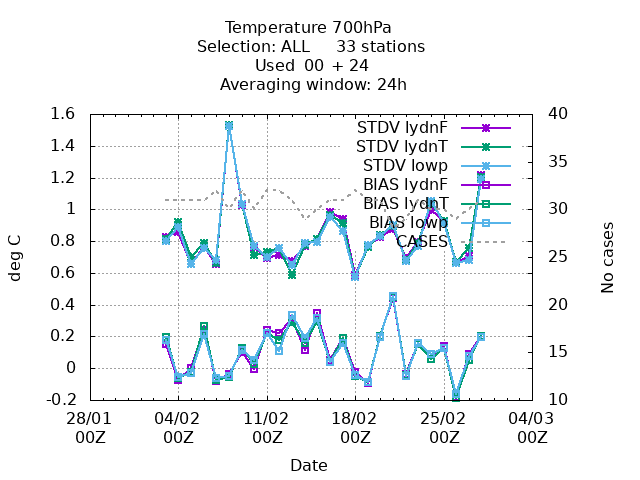 Temperature 700hPa
Selection: ALL 33 stations
Used 00 + 24
Averaging window: 24h
1.6
1.4
1.2
1
0.8
0.6
0.4
0.2
0
-0.2
40
35
30
25
20
15
10
STDV lydnF
STDV lydnT
STDV lowp
BIAS lydnF
BIAS lydnT
BIAS lowp
CASES
deg C
No cases
28/01 04/02 11/02 18/02 25/02 04/03
00Z 00Z 00Z 00Z 00Z 00Z
Date